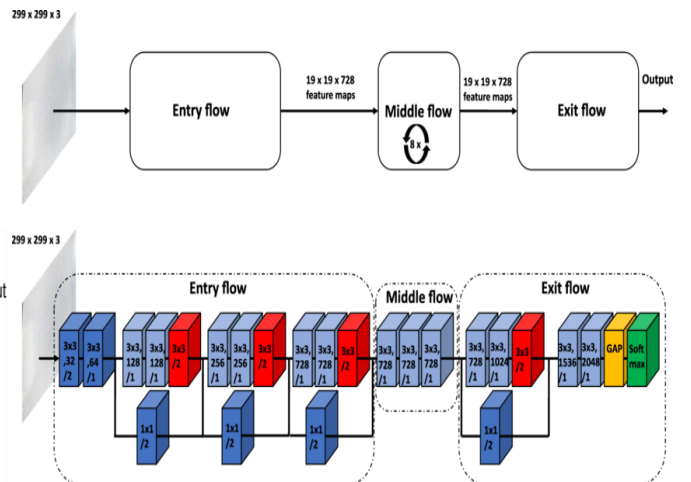 299 x 299 x 3
Entry flow
19 x 19 x 728
feature maps
Middle flow
8 x
19 x 19 x 728
feature maps
Exit flow
Output
299 x 299 x 3
ut
Entry flow
Middle flow
Exit flow
3x3
,32
/2
3x3
,64
/1
3x3
,128
/1
3x3
,128
/1
3x3
/2
3x3,
256
/1
3x3
,256
/1
3x3
/2
3x3,
728
/1
3x3,
728
/1
3x3
/2
3x3,
728
/1
3x3,
728
/1
3x3,
728
/1
3x3
,728
/1
3x3,
1024
/1
3x3
/2
3x3,
1536
/1
3x3,
2048
/1
GAP
Soft
max
1x1
/2
1x1
/2
1x1
/2
1x1
/2